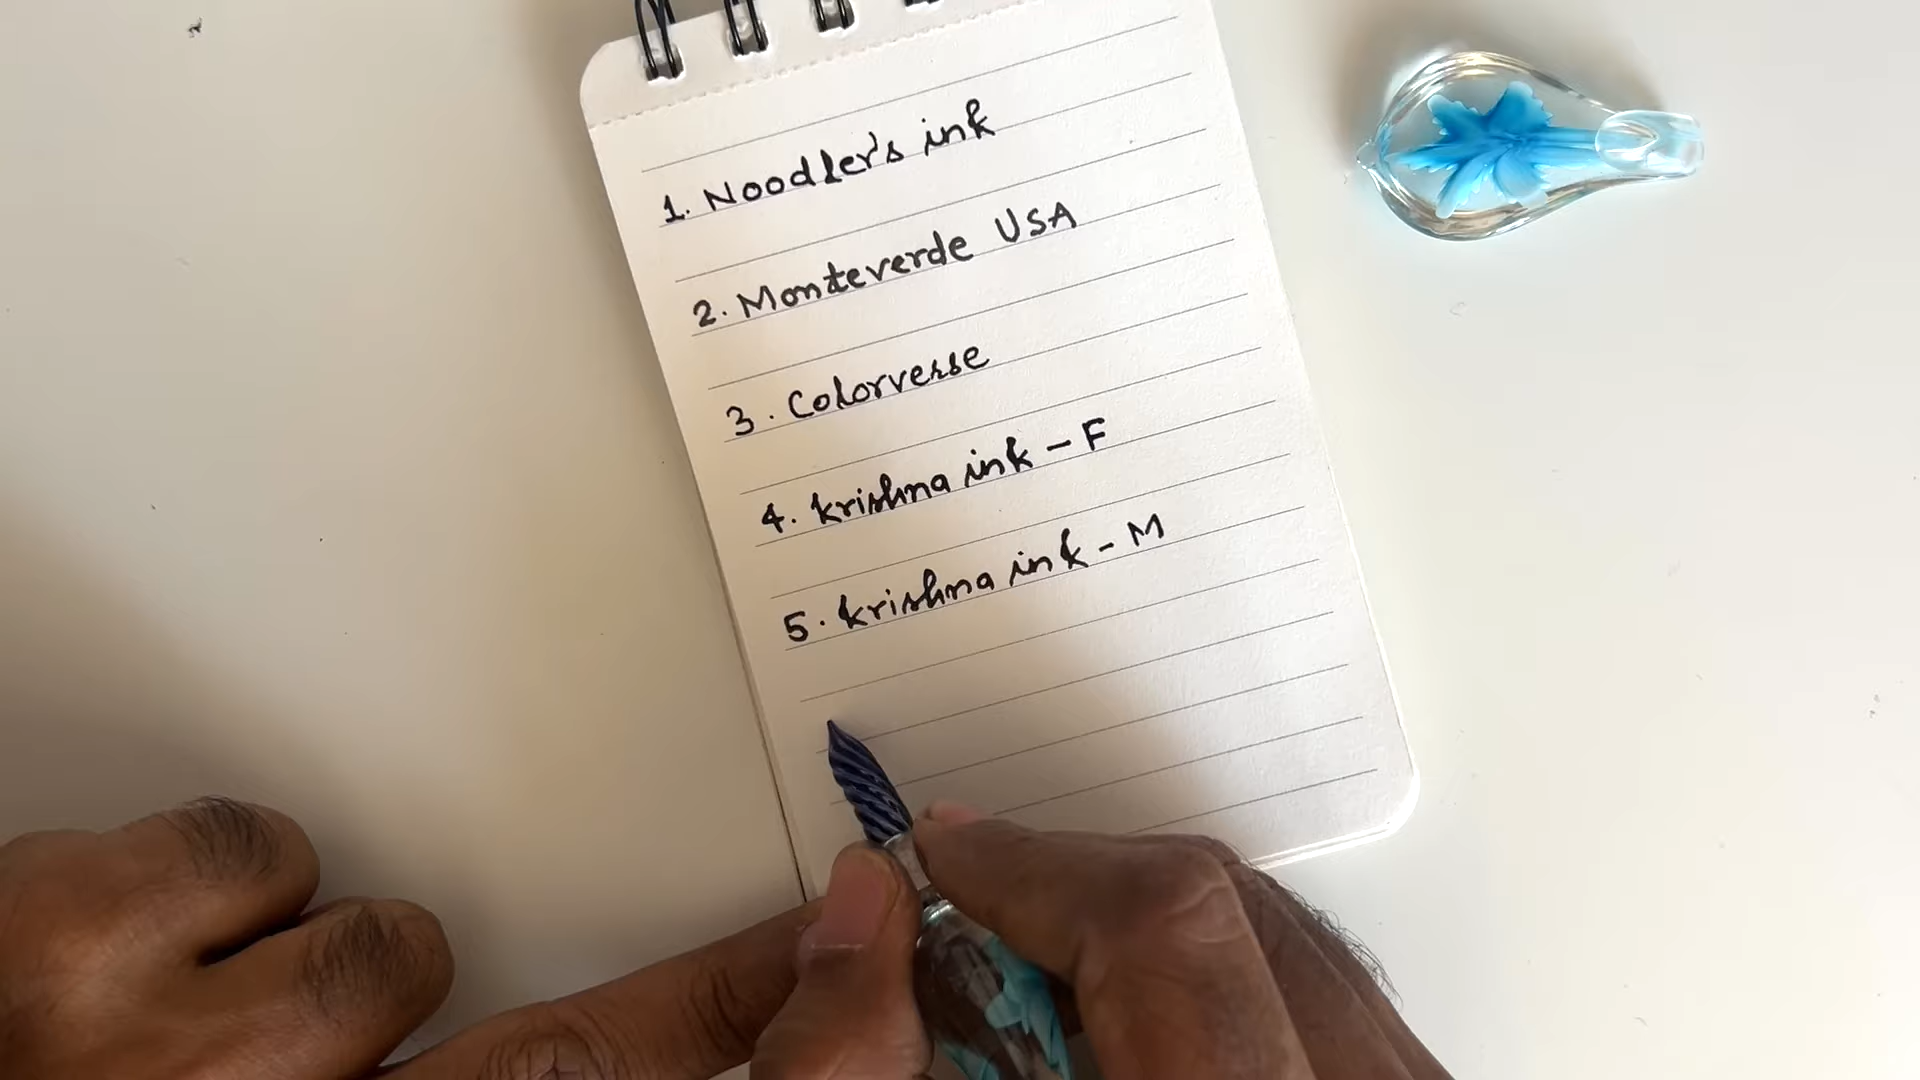 1. Noodler's ink
2. Monteverde USA
3. Colorverse
4. krishna ink - F
5. krishna ink - M